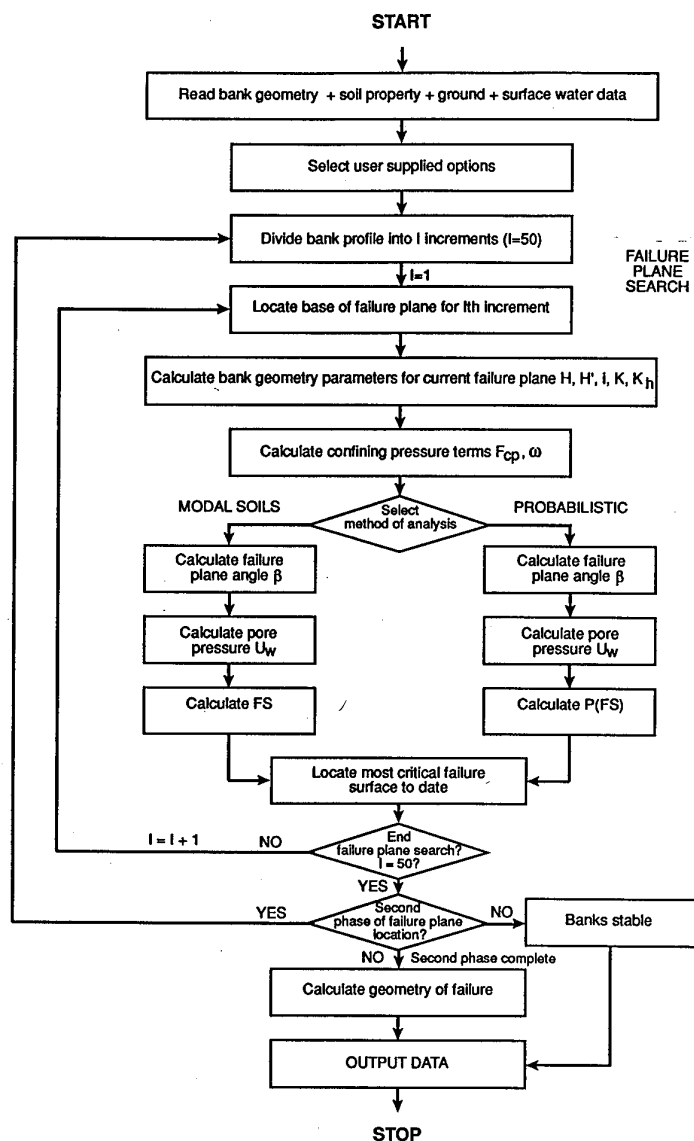 START
Read bank geometry + soil property + ground + surface water data
Select user supplied options
Divide bank profile into I increments (I=50)
FAILURE
PLANE
SEARCH
I=1
Locate base of failure plane for Ith increment
Calculate bank geometry parameters for current failure plane H, H', i, K, Kh
Calculate confining pressure terms Fcp, ω
MODAL SOILS
Select
method of analysis
PROBABILISTIC
Calculate failure
plane angle β
Calculate pore
pressure Uw
Calculate FS
Calculate failure
plane angle β
Calculate pore
pressure Uw
Calculate P(FS)
Locate most critical failure
surface to date
I = I + 1
NO
End
failure plane search?
I = 50?
YES
YES
Second
phase of failure plane
location?
NO
Banks stable
NO
Second phase complete
Calculate geometry of failure
OUTPUT DATA
STOP